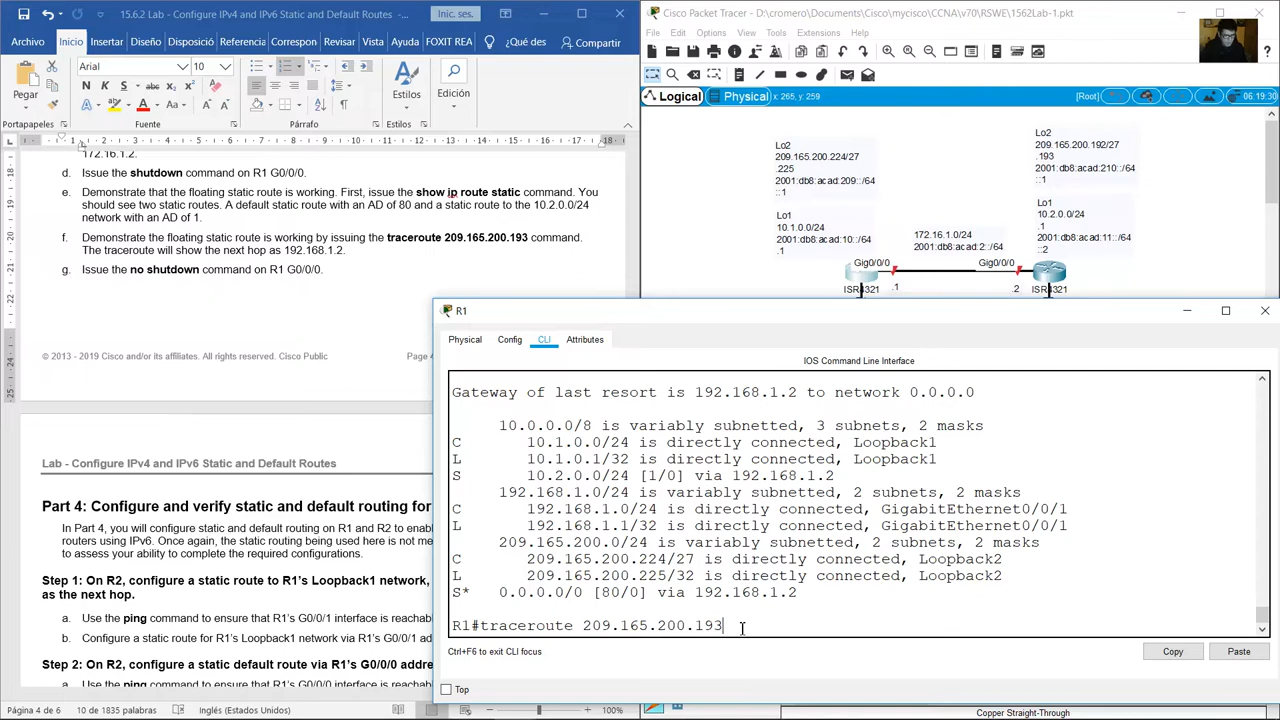 15.6.2 Lab - Configure IPv4 and IPv6 Static and Default Routes
Inic. ses.
Archivo Inicio Insertar Diseño Disposició Referencia Correspon Revisar Vista Ayuda FOXIT REA ¿Qué des Compartir
Pegar
Arial 10
N
A Aa A
Estilos
Edición
Portapapeles Fuente Párrafo Estilos
172.16.1.2.
d. Issue the shutdown command on R1 G0/0/0.
e. Demonstrate that the floating static route is working. First, issue the show ip route static command. You
should see two static routes. A default static route with an AD of 80 and a static route to the 10.2.0.0/24
network with an AD of 1.
f. Demonstrate the floating static route is working by issuing the traceroute 209.165.200.193 command.
The traceroute will show the next hop as 192.168.1.2.
g. Issue the no shutdown command on R1 G0/0/0.
© 2013 - 2019 Cisco and/or its affiliates. All rights reserved. Cisco Public
Page 4
Lab - Configure IPv4 and IPv6 Static and Default Routes
Part 4: Configure and verify static and default routing for
In Part 4, you will configure static and default routing on R1 and R2 to enabl
routers using IPv6. Once again, the static routing being used here is not me
to assess your ability to complete the required configurations.
Step 1: On R2, configure a static route to R1's Loopback1 network,
as the next hop.
a. Use the ping command to ensure that R1's G0/0/1 interface is reachab
b. Configure a static route for R1's Loopback1 network via R1's G0/0/1 ad
Step 2: On R2, configure a static default route via R1's G0/0/0 addre
a. Use the ping command to ensure that R1's G0/0/0 interface is reachab
Página 4 de 6 10 de 1835 palabras Inglés (Estados Unidos) 100%
Cisco Packet Tracer - D:\cromero\Documents\Cisco\mycisco\CCNA\v70\RSWE\1562Lab-1.pkt
File Edit Options View Tools Extensions Help
Logical Physical x: 265, y: 259 [Root] 06:19:30
Lo2
209.165.200.224/27
.225
2001:db8:acad:209::/64
::1
Lo1
10.1.0.0/24
2001:db8:acad:10::/64
.1
172.16.1.0/24
2001:db8:acad:2::/64
Lo2
209.165.200.192/27
.193
2001:db8:acad:210::/64
::1
Lo1
10.2.0.0/24
.1
2001:db8:acad:11::/64
::2
Gig0/0/0 Gig0/0/0
ISR4321 .1 .2 ISR4321
R1
Physical Config CLI Attributes
IOS Command Line Interface
Gateway of last resort is 192.168.1.2 to network 0.0.0.0
10.0.0.0/8 is variably subnetted, 3 subnets, 2 masks
C 10.1.0.0/24 is directly connected, Loopback1
L 10.1.0.1/32 is directly connected, Loopback1
S 10.2.0.0/24 [1/0] via 192.168.1.2
192.168.1.0/24 is variably subnetted, 2 subnets, 2 masks
C 192.168.1.0/24 is directly connected, GigabitEthernet0/0/1
L 192.168.1.1/32 is directly connected, GigabitEthernet0/0/1
209.165.200.0/24 is variably subnetted, 2 subnets, 2 masks
C 209.165.200.224/27 is directly connected, Loopback2
L 209.165.200.225/32 is directly connected, Loopback2
S* 0.0.0.0/0 [80/0] via 192.168.1.2
R1#traceroute 209.165.200.193
Ctrl+F6 to exit CLI focus
Copy Paste
Top
Copper Straight-Through